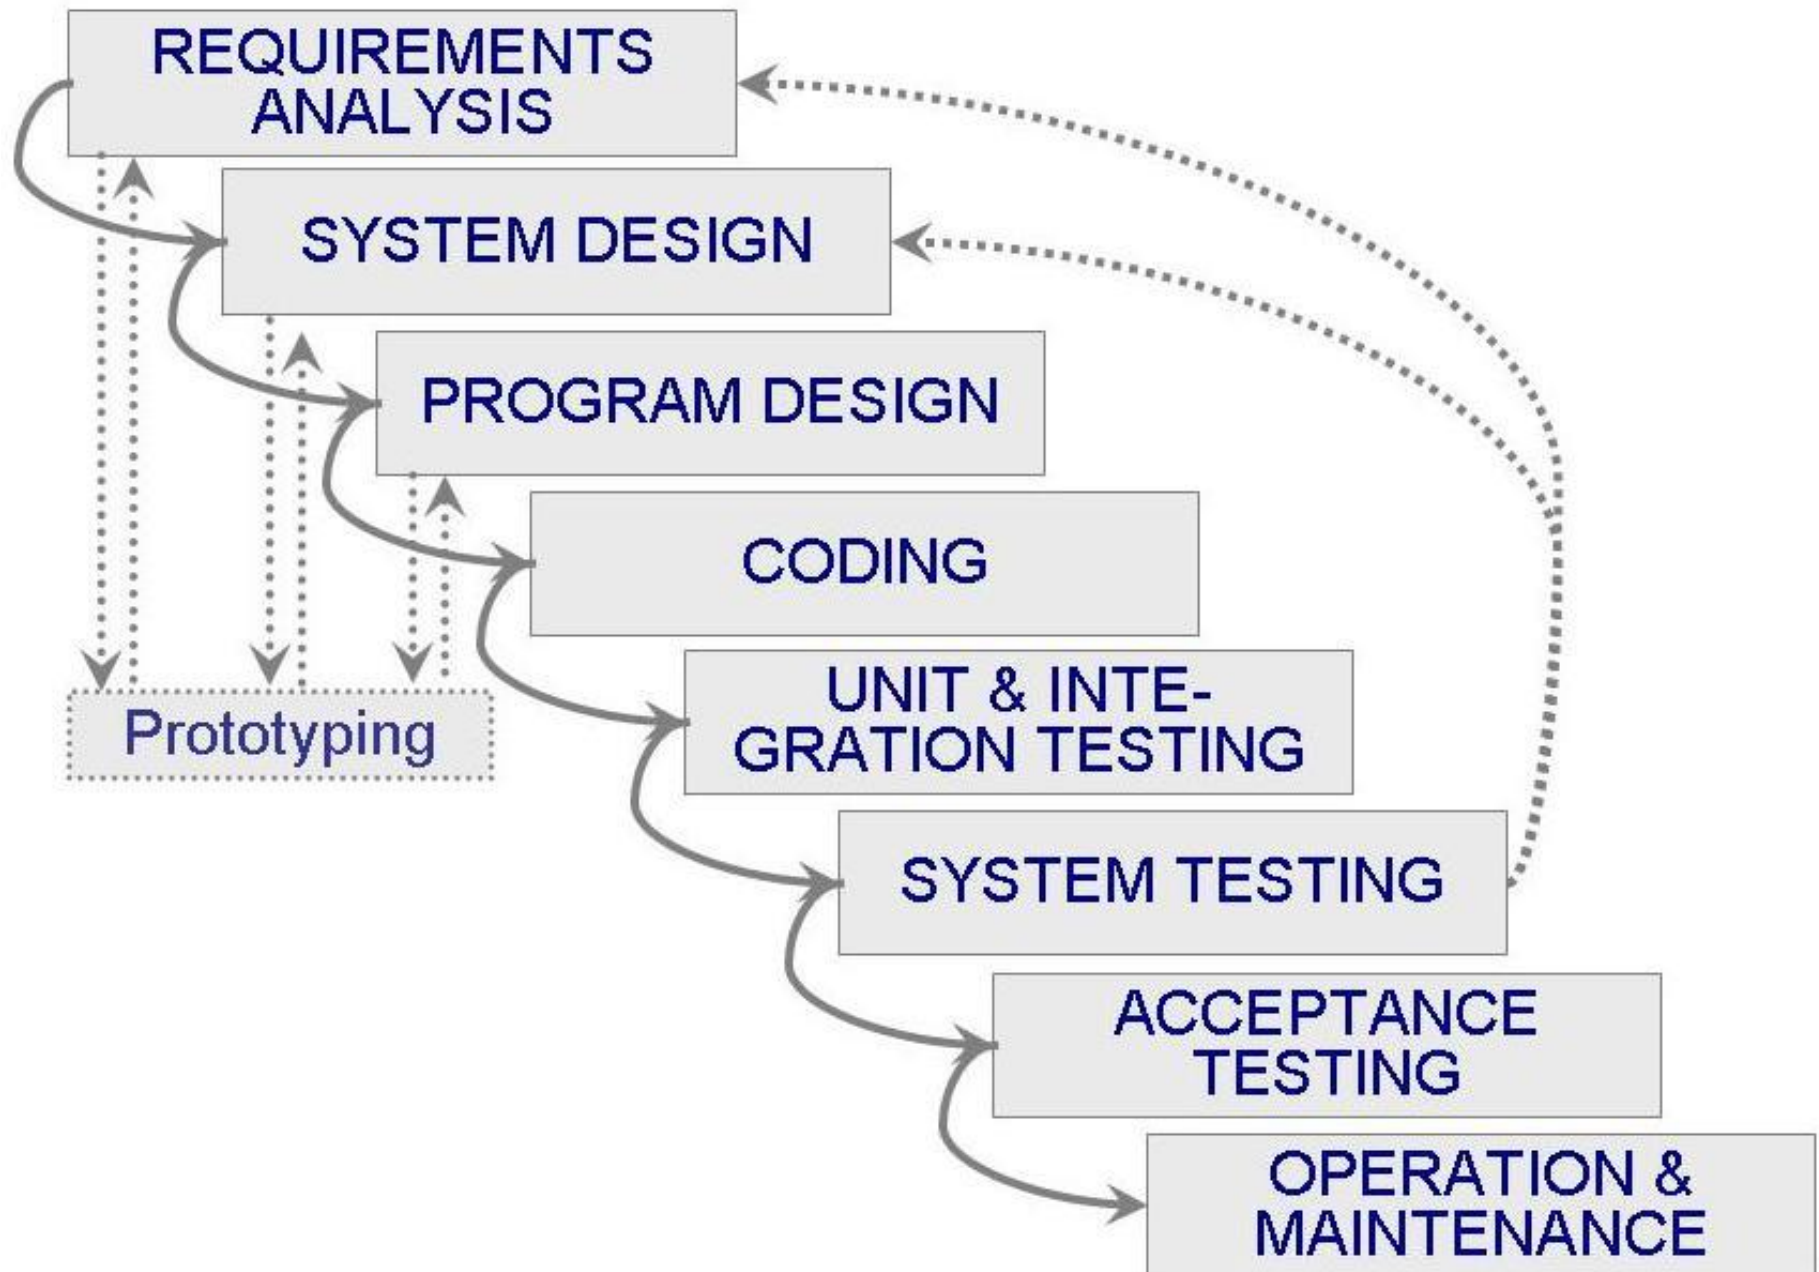 REQUIREMENTS
ANALYSIS
SYSTEM DESIGN
PROGRAM DESIGN
CODING
UNIT & INTE-
GRATION TESTING
Prototyping
SYSTEM TESTING
ACCEPTANCE
TESTING
OPERATION &
MAINTENANCE